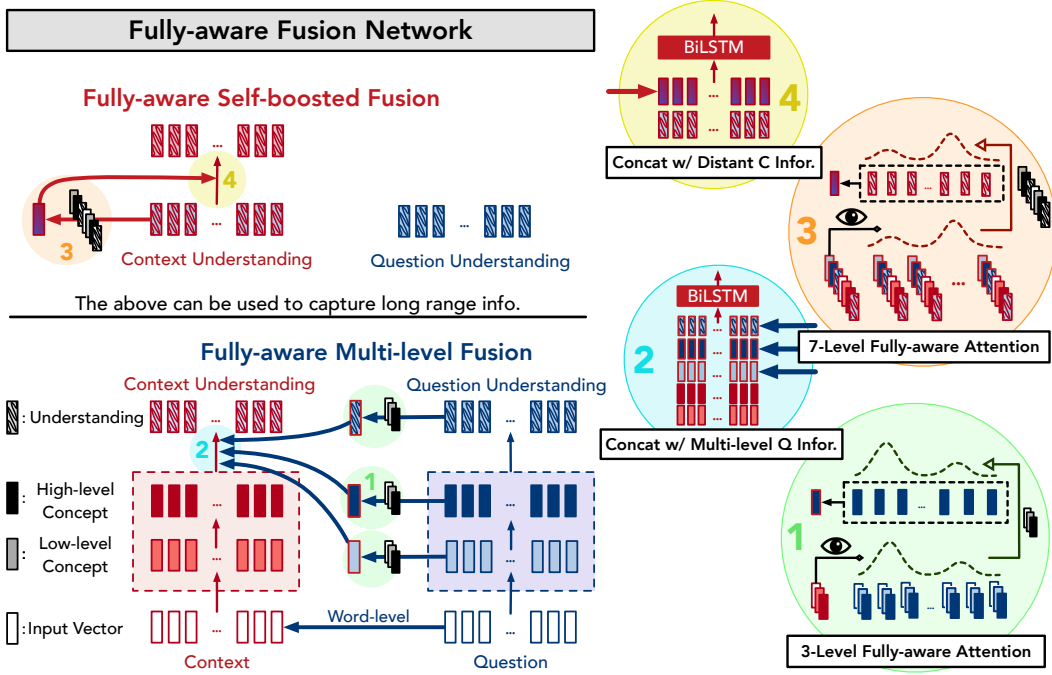 Fully-aware Fusion Network
Fully-aware Self-boosted Fusion
...
4
...
...
3
Context Understanding
Question Understanding
The above can be used to capture long range info.
Fully-aware Multi-level Fusion
Context Understanding
Question Understanding
: Understanding
...
...
2
1
: High-level
Concept
...
...
: Low-level
Concept
...
...
: Input Vector
...
Word-level
...
Context
Question
BiLSTM
...
4
...
Concat w/ Distant C Infor.
...
3
...
7-Level Fully-aware Attention
BiLSTM
...
...
2
...
...
...
Concat w/ Multi-level Q Infor.
...
1
...
3-Level Fully-aware Attention